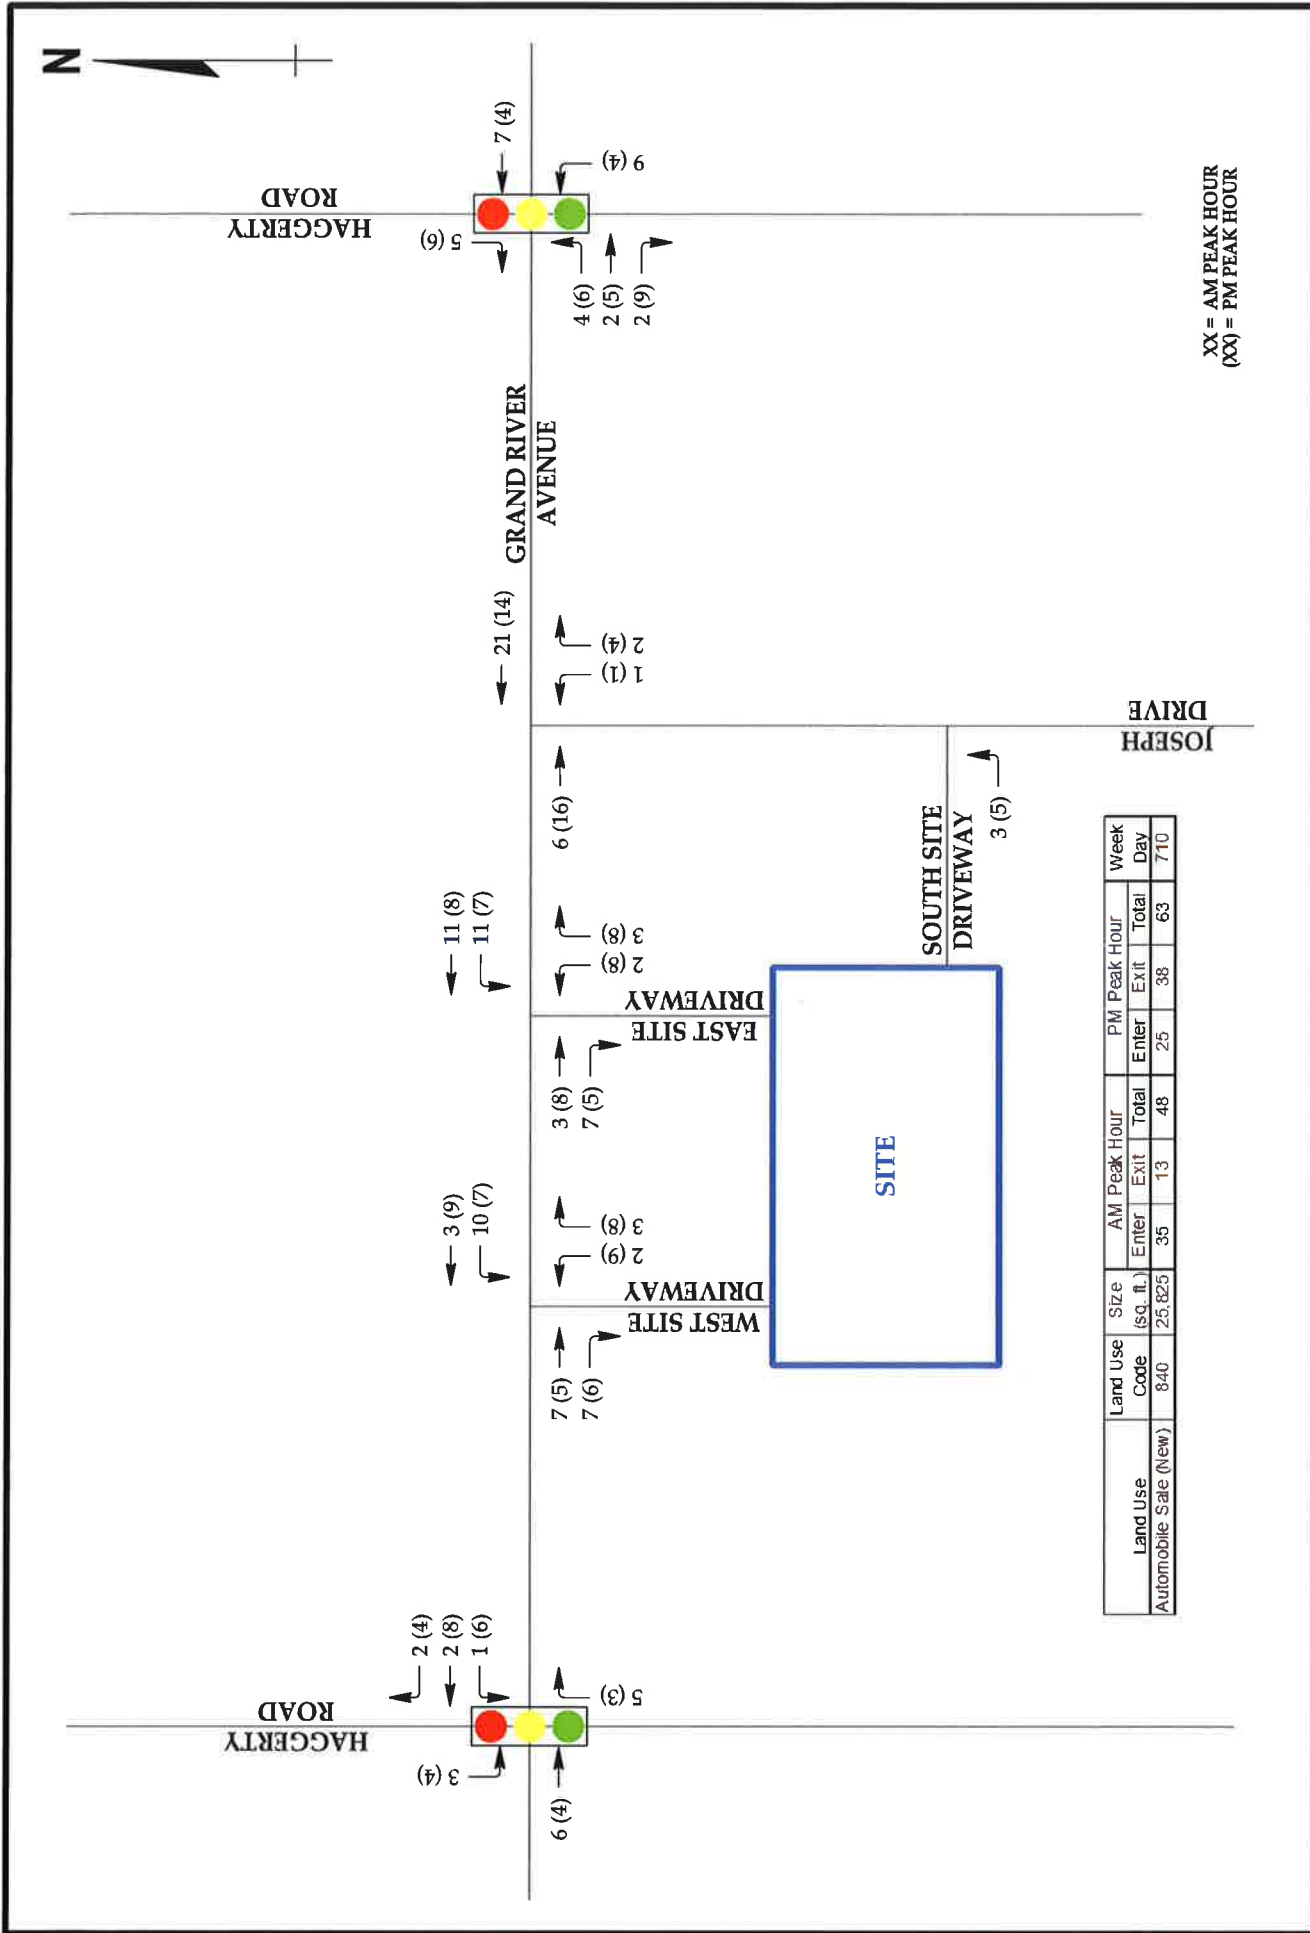 N
HAGGERTY
ROAD
2 (4)
2 (8)
1 (6)
3 (4)
6 (4)
5 (3)
3 (9)
10 (7)
7 (5)
7 (6)
2 (9)
3 (8)
WEST SITE
DRIVEWAY
11 (8)
11 (7)
3 (8)
7 (5)
2 (8)
3 (8)
EAST SITE
DRIVEWAY
21 (14)
6 (16)
1 (1)
2 (4)
GRAND RIVER
AVENUE
HAGGERTY
ROAD
5 (6)
7 (4)
4 (6)
2 (5)
2 (9)
9 (4)
SITE
SOUTH SITE
DRIVEWAY
3 (5)
JOSEPH
DRIVE
Land Use Size AM Peak Hour PM Peak Hour Week
Land Use Code (sq. ft.) Enter Exit Total Enter Exit Total Day
Automobile Sale (New) 840 25,825 35 13 48 25 38 63 710
XX = AM PEAK HOUR
(XX) = PM PEAK HOUR